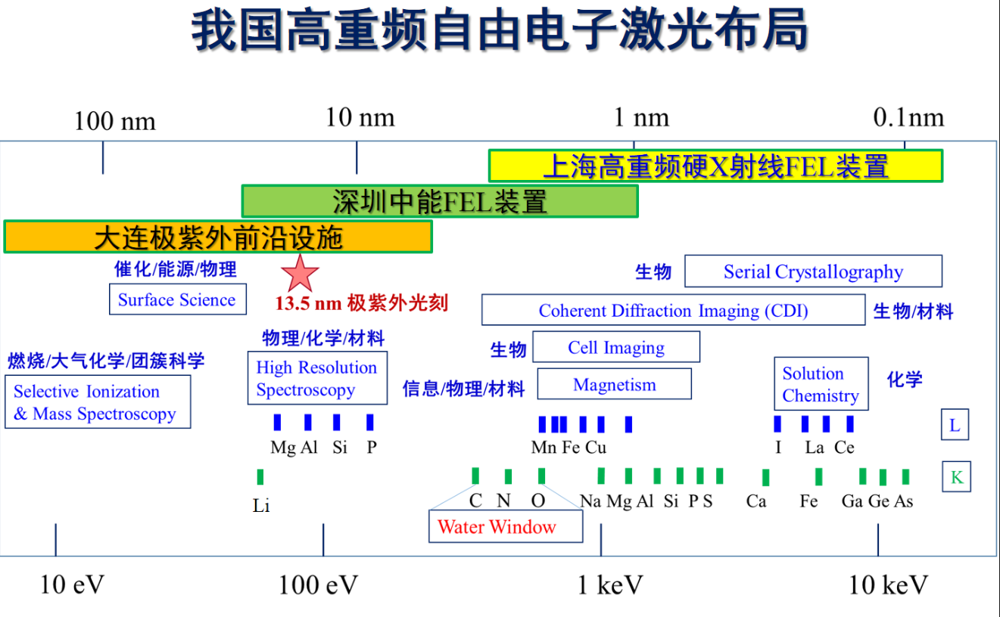 我国高重频自由电子激光布局
100 nm
10 nm
1 nm
0.1nm
上海高重频硬X射线FEL装置
深圳中能FEL装置
大连极紫外前沿设施
催化/能源/物理
Surface Science
13.5 nm 极紫外光刻
生物
Serial Crystallography
Coherent Diffraction Imaging (CDI)
生物/材料
物理/化学/材料
High Resolution
Spectroscopy
生物
Cell Imaging
燃烧/大气化学/团簇科学
Selective Ionization
& Mass Spectroscopy
信息/物理/材料
Magnetism
Solution
Chemistry
化学
L
Mg Al Si P
Mn Fe Cu
I La Ce
K
Li
C N O
Na Mg Al Si P S
Ca Fe Ga Ge As
Water Window
10 eV
100 eV
1 keV
10 keV